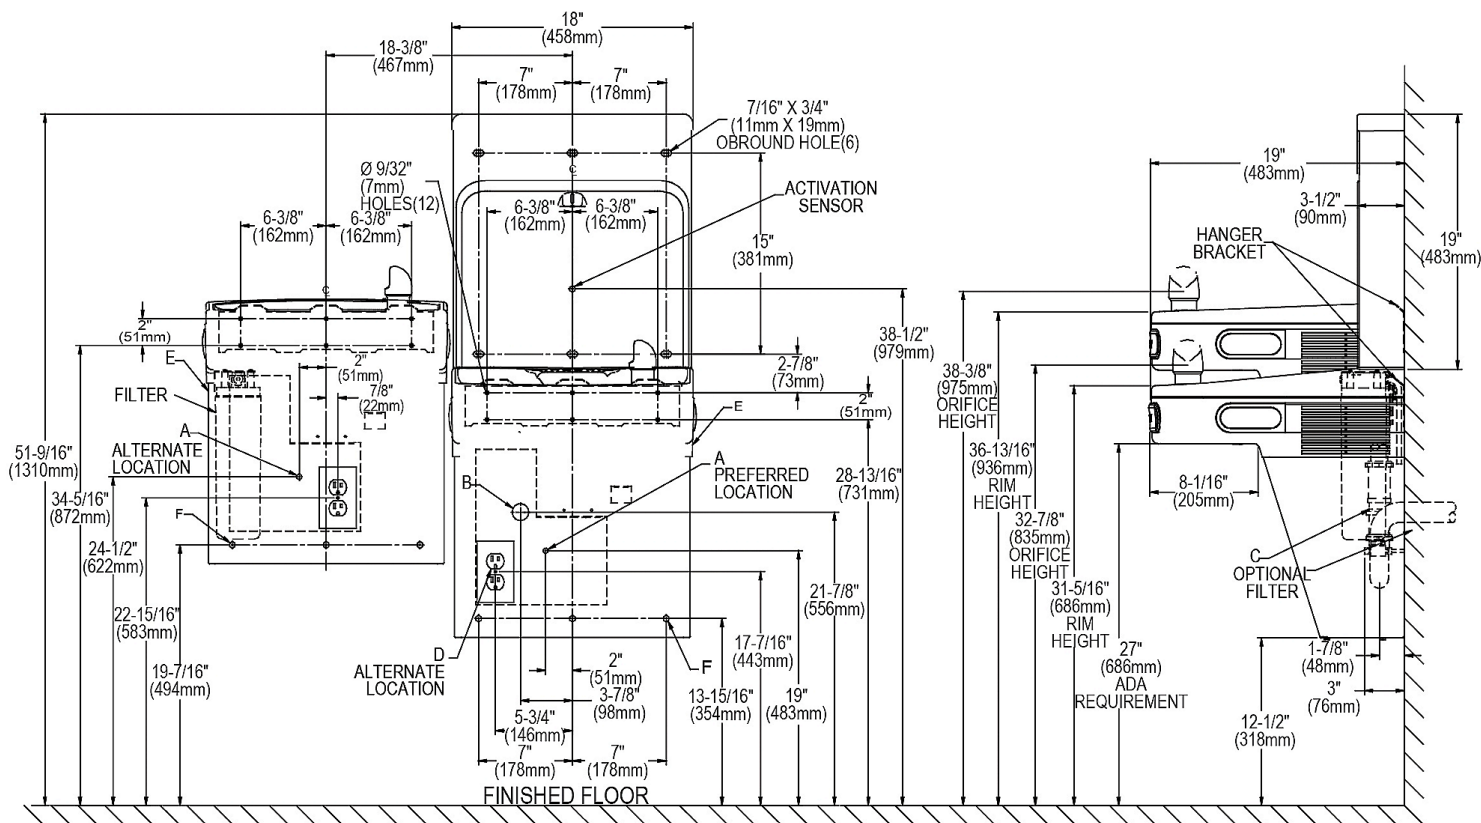 18"
(458mm)
18-3/8"
(467mm)
7"
(178mm)
7"
(178mm)
7/16" X 3/4"
(11mm X 19mm)
OBROUND HOLE(6)
Ø 9/32"
(7mm)
HOLES(12)
℄
ACTIVATION
SENSOR
6-3/8"
(162mm)
6-3/8"
(162mm)
6-3/8"
(162mm)
6-3/8"
(162mm)
15"
(381mm)
℄
2"
(51mm)
E
FILTER
A
ALTERNATE
LOCATION
2"
(51mm)
7/8"
(22mm)
51-9/16"
(1310mm)
34-5/16"
(872mm)
F
24-1/2"
(622mm)
22-15/16"
(583mm)
19-7/16"
(494mm)
38-1/2"
(979mm)
2-7/8"
(73mm)
2"
(51mm)
E
A
PREFERRED
LOCATION
B
28-13/16"
(731mm)
21-7/8"
(556mm)
17-7/16"
(443mm)
D
ALTERNATE
LOCATION
F
2"
(51mm)
3-7/8"
(98mm)
5-3/4"
(146mm)
7"
(178mm)
7"
(178mm)
13-15/16"
(354mm)
19"
(483mm)
FINISHED FLOOR
19"
(483mm)
3-1/2"
(90mm)
HANGER
BRACKET
19"
(483mm)
38-3/8"
(975mm)
ORIFICE
HEIGHT
36-13/16"
(936mm)
RIM
HEIGHT
32-7/8"
(835mm)
ORIFICE
HEIGHT
31-5/16"
(686mm)
RIM
HEIGHT
8-1/16"
(205mm)
C
OPTIONAL
FILTER
27"
(686mm)
ADA
REQUIREMENT
1-7/8"
(48mm)
3"
(76mm)
12-1/2"
(318mm)